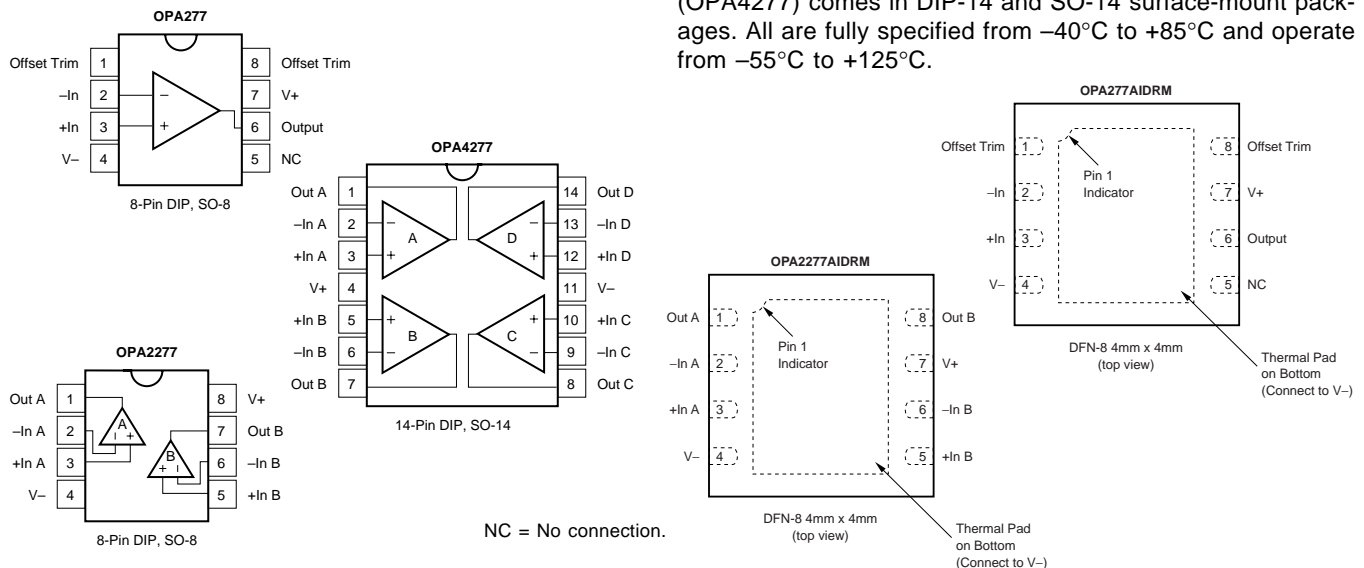 (OPA4277) comes in DIP-14 and SO-14 surface-mount pack-
ages. All are fully specified from –40°C to +85°C and operate
from –55°C to +125°C.
OPA277
Offset Trim 1 8 Offset Trim
–In 2 – 7 V+
+In 3 + 6 Output
V– 4 5 NC
8-Pin DIP, SO-8
OPA4277
Out A 1 14 Out D
–In A 2 – – 13 –In D
A D
+In A 3 + + 12 +In D
V+ 4 11 V–
+In B 5 + + 10 +In C
B C
–In B 6 – – 9 –In C
Out B 7 8 Out C
14-Pin DIP, SO-14
OPA2277
Out A 1 A 8 V+
–In A 2 – + 7 Out B
+In A 3 B 6 –In B
V– 4 + – 5 +In B
8-Pin DIP, SO-8
NC = No connection.
OPA277AIDRM
Offset Trim 1 8 Offset Trim
Pin 1
Indicator
–In 2 7 V+
+In 3 6 Output
V– 4 5 NC
DFN-8 4mm x 4mm
(top view)
Thermal Pad
on Bottom
(Connect to V–)
OPA2277AIDRM
Out A 1 8 Out B
Pin 1
Indicator
–In A 2 7 V+
+In A 3 6 –In B
V– 4 5 +In B
DFN-8 4mm x 4mm
(top view)
Thermal Pad
on Bottom
(Connect to V–)